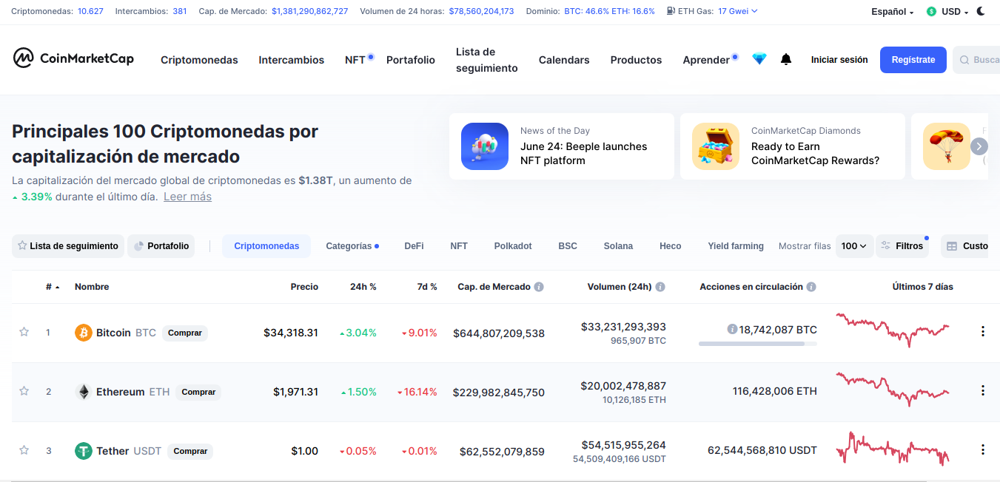 Criptomonedas: 10.627 Intercambios: 381 Cap. de Mercado: $1,381,290,862,727 Volumen de 24 horas: $78,560,204,173 Dominio: BTC: 46.6% ETH: 16.6% ETH Gas: 17 Gwei Español USD
CoinMarketCap Criptomonedas Intercambios NFT Portafolio Lista de seguimiento Calendars Productos Aprender Iniciar sesión Regístrate Busca
Principales 100 Criptomonedas por
capitalización de mercado
La capitalización del mercado global de criptomonedas es $1.38T, un aumento de
3.39% durante el último día. Leer más
News of the Day
June 24: Beeple launches
NFT platform
CoinMarketCap Diamonds
Ready to Earn
CoinMarketCap Rewards?
Lista de seguimiento Portafolio Criptomonedas Categorías DeFi NFT Polkadot BSC Solana Heco Yield farming Mostrar filas 100 Filtros Custo
# Nombre Precio 24h % 7d % Cap. de Mercado Volumen (24h) Acciones en circulación Últimos 7 días
1 Bitcoin BTC Comprar $34,318.31 3.04% 9.01% $644,807,209,538 $33,231,293,393 18,742,087 BTC
965,907 BTC
2 Ethereum ETH Comprar $1,971.31 1.50% 16.14% $229,982,845,750 $20,002,478,887 116,428,006 ETH
10,126,185 ETH
3 Tether USDT Comprar $1.00 0.05% 0.01% $62,552,079,859 $54,515,955,264 62,544,568,810 USDT
54,509,409,166 USDT